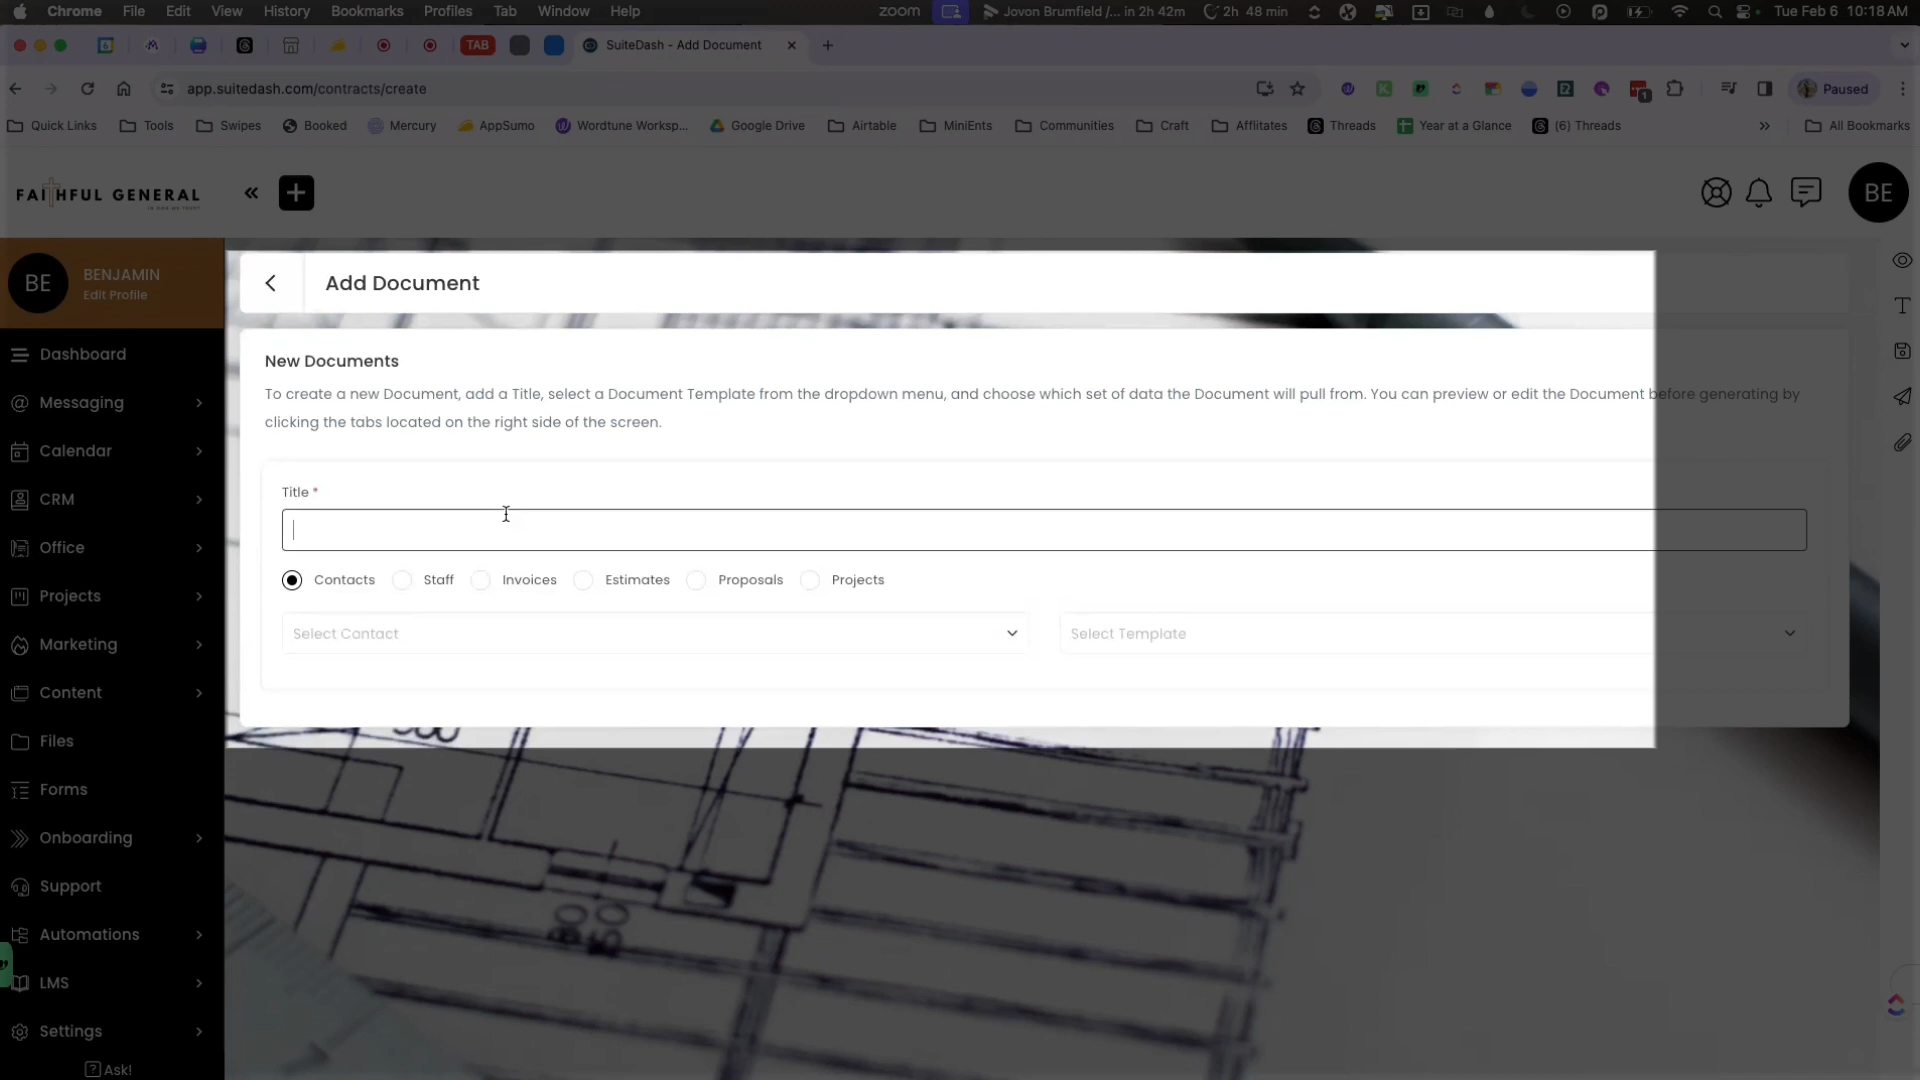 Chrome File Edit View History Bookmarks Profiles Tab Window Help zoom Jovon Brumfield /... in 2h 42m 2h 48 min Tue Feb 6 10:18 AM
TAB SuiteDash - Add Document
app.suitedash.com/contracts/create 1 Paused
Quick Links Tools Swipes Booked Mercury AppSumo Wordtune Worksp... Google Drive Airtable MiniEnts Communities Craft Afflitates Threads Year at a Glance (6) Threads All Bookmarks
FAITHFUL GENERAL
BE
BE
BENJAMIN
Edit Profile
Add Document
Dashboard
Messaging
Calendar
CRM
Office
Projects
Marketing
Content
Files
Forms
Onboarding
Support
Automations
LMS
Settings
Ask!
New Documents
To create a new Document, add a Title, select a Document Template from the dropdown menu, and choose which set of data the Document will pull from. You can preview or edit the Document before generating by
clicking the tabs located on the right side of the screen.
Title *
Contacts Staff Invoices Estimates Proposals Projects
Select Contact Select Template